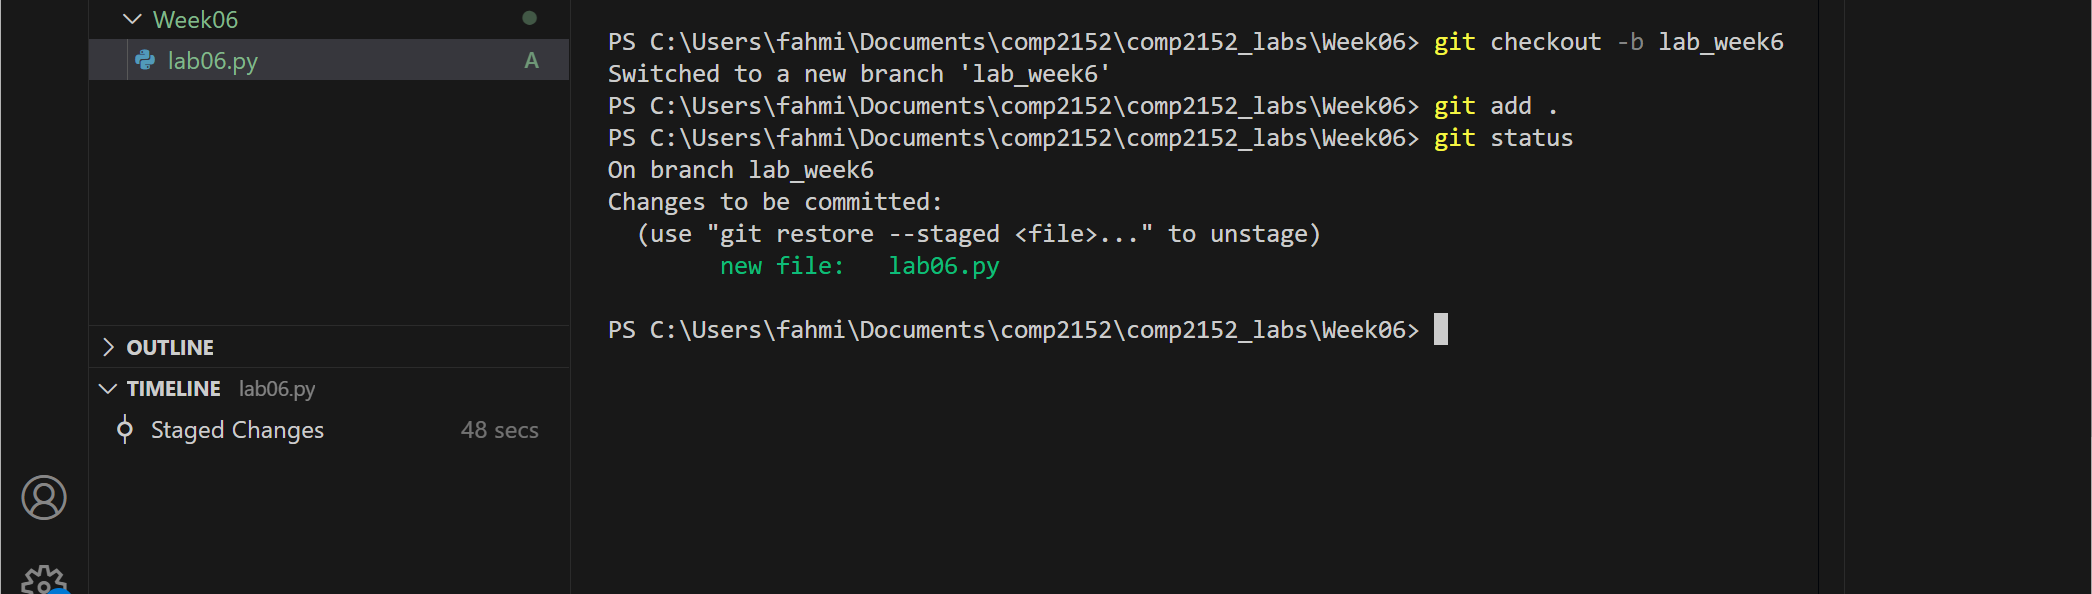 Week06
lab06.py A
OUTLINE
TIMELINE lab06.py
Staged Changes 48 secs
PS C:\Users\fahmi\Documents\comp2152\comp2152_labs\Week06> git checkout -b lab_week6
Switched to a new branch 'lab_week6'
PS C:\Users\fahmi\Documents\comp2152\comp2152_labs\Week06> git add .
PS C:\Users\fahmi\Documents\comp2152\comp2152_labs\Week06> git status
On branch lab_week6
Changes to be committed:
  (use "git restore --staged <file>..." to unstage)
        new file:   lab06.py
PS C:\Users\fahmi\Documents\comp2152\comp2152_labs\Week06>